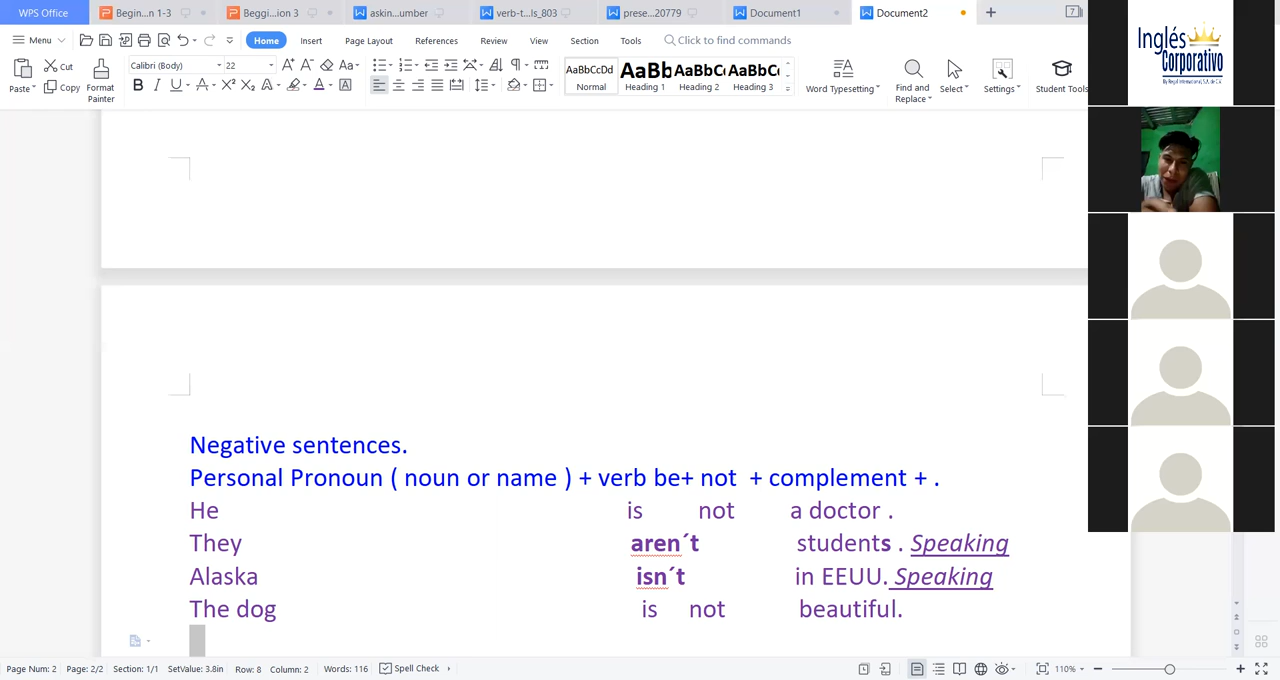 WPS Office Begin...n 1-3 Beggi...ion 3 askin...umber verb-t...ls_803 prese...20779 Document1 Document2
Menu Home Insert Page Layout References Review View Section Tools Click to find commands
Paste Cut Copy Format Painter Calibri (Body) 22 AaBbCcDd Normal AaBb Heading 1 AaBbC Heading 2 AaBbC Heading 3 Word Typesetting Find and Replace Select Settings Student Tools
Inglés Corporativo
Negative sentences.
Personal Pronoun ( noun or name ) + verb be+ not + complement + .
He is not a doctor .
They aren´t students . Speaking
Alaska isn´t in EEUU. Speaking
The dog is not beautiful.
Page Num: 2 Page: 2/2 Section: 1/1 SetValue: 3.8in Row: 8 Column: 2 Words: 116 Spell Check 110%